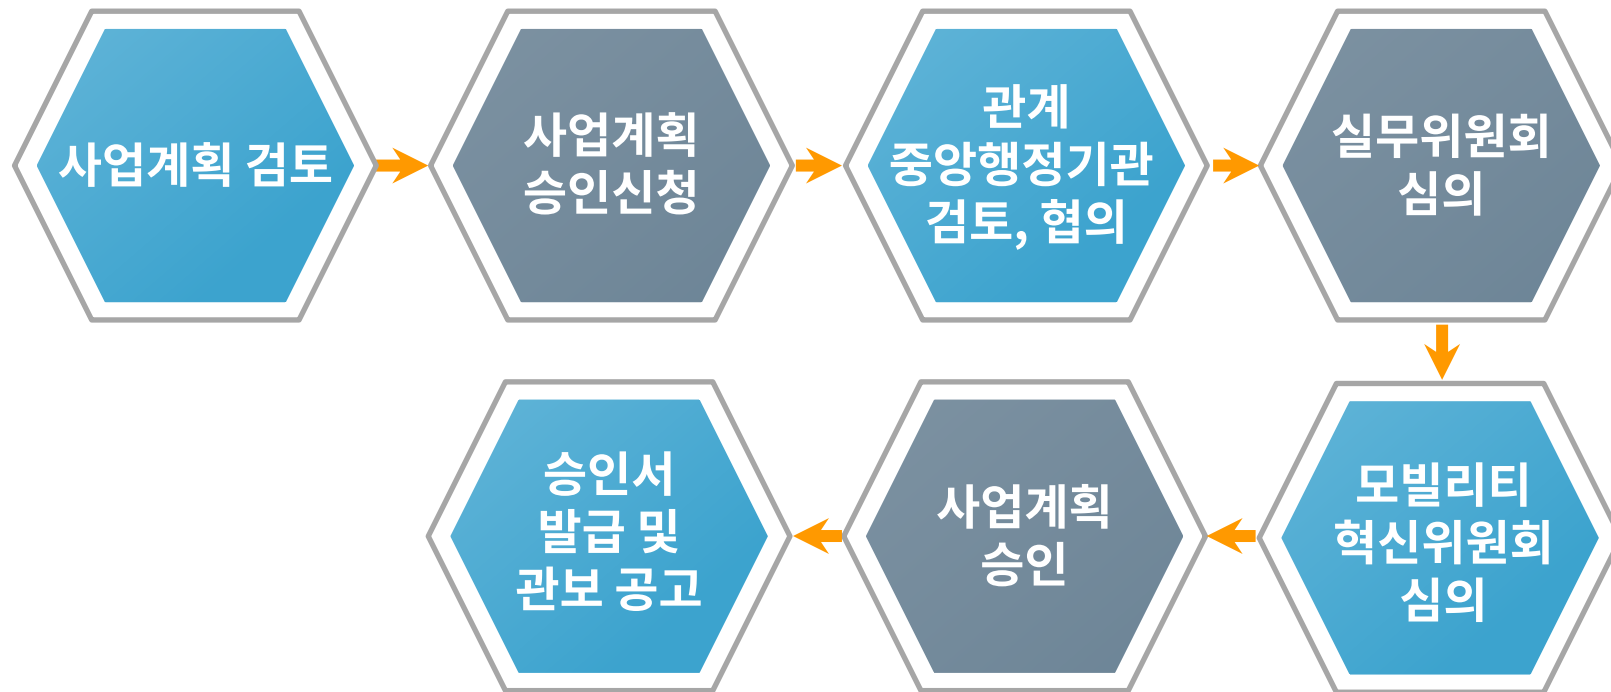 사업계획 검토
사업계획
승인신청
관계
중앙행정기관
검토, 협의
실무위원회
심의
모빌리티
혁신위원회
심의
사업계획
승인
승인서
발급 및
관보 공고